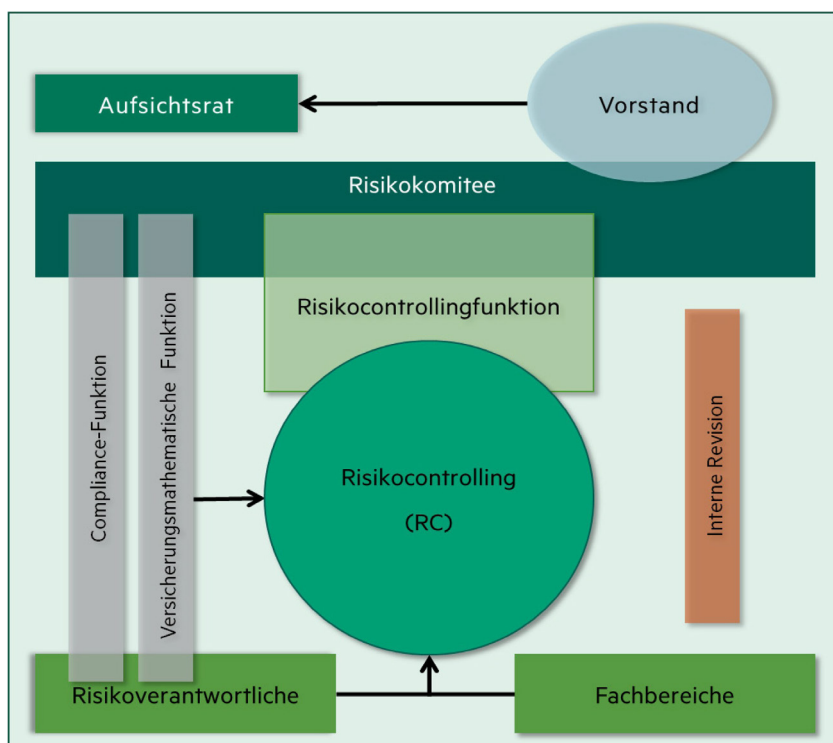 Aufsichtsrat
Vorstand
Risikokomitee
Risikocontrollingfunktion
Compliance-Funktion
Versicherungsmathematische Funktion
Risikocontrolling
(RC)
Interne Revision
Risikoverantwortliche
Fachbereiche